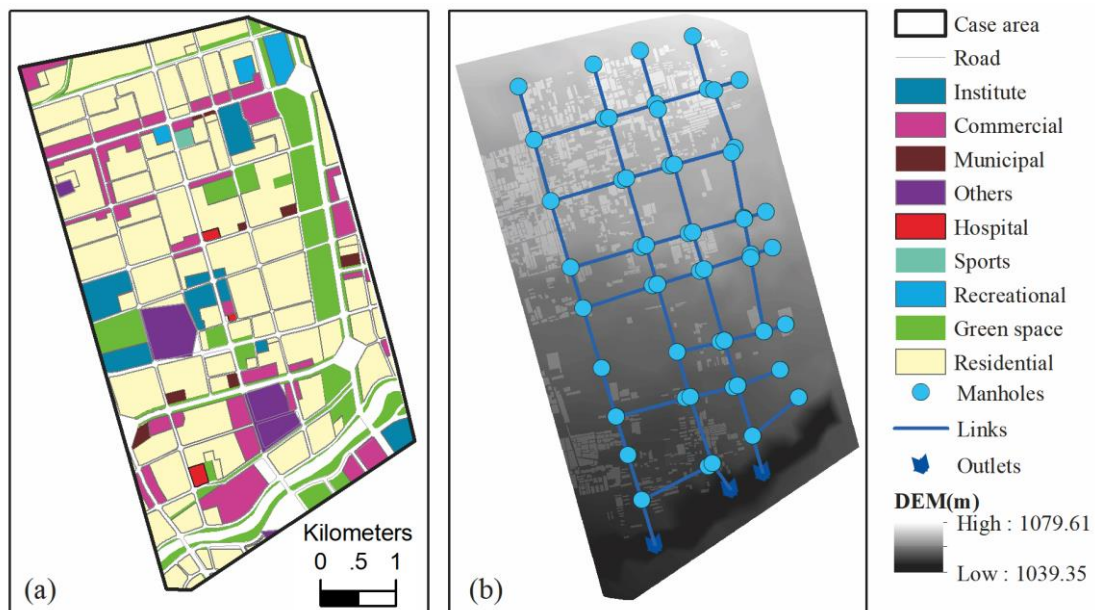 (a)
Kilometers
0 .5 1
(b)
Case area
Road
Institute
Commercial
Municipal
Others
Hospital
Sports
Recreational
Green space
Residential
Manholes
Links
Outlets
DEM(m)
High : 1079.61
Low : 1039.35